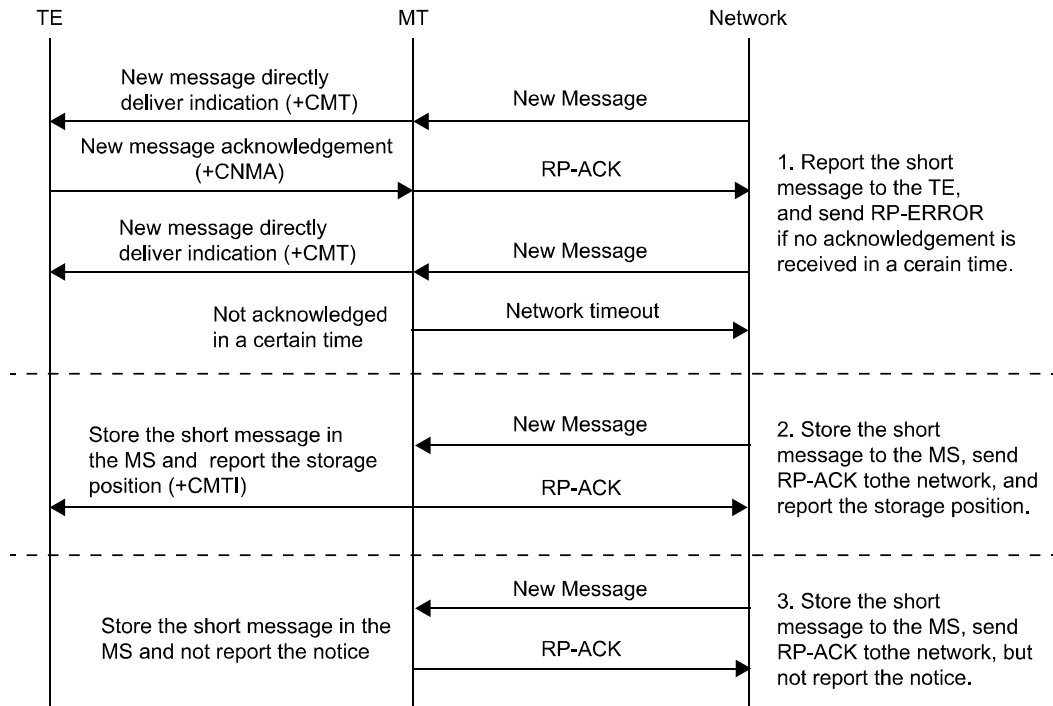 TE
MT
Network
New message directly
deliver indication (+CMT)
New Message
New message acknowledgement
(+CNMA)
RP-ACK
1. Report the short
message to the TE,
and send RP-ERROR
if no acknowledgement is
received in a cerain time.
New message directly
deliver indication (+CMT)
New Message
Not acknowledged
in a certain time
Network timeout
Store the short message in
the MS and report the storage
position (+CMTI)
New Message
RP-ACK
2. Store the short
message to the MS, send
RP-ACK tothe network, and
report the storage position.
Store the short message in the
MS and not report the notice
New Message
RP-ACK
3. Store the short
message to the MS, send
RP-ACK tothe network, but
not report the notice.